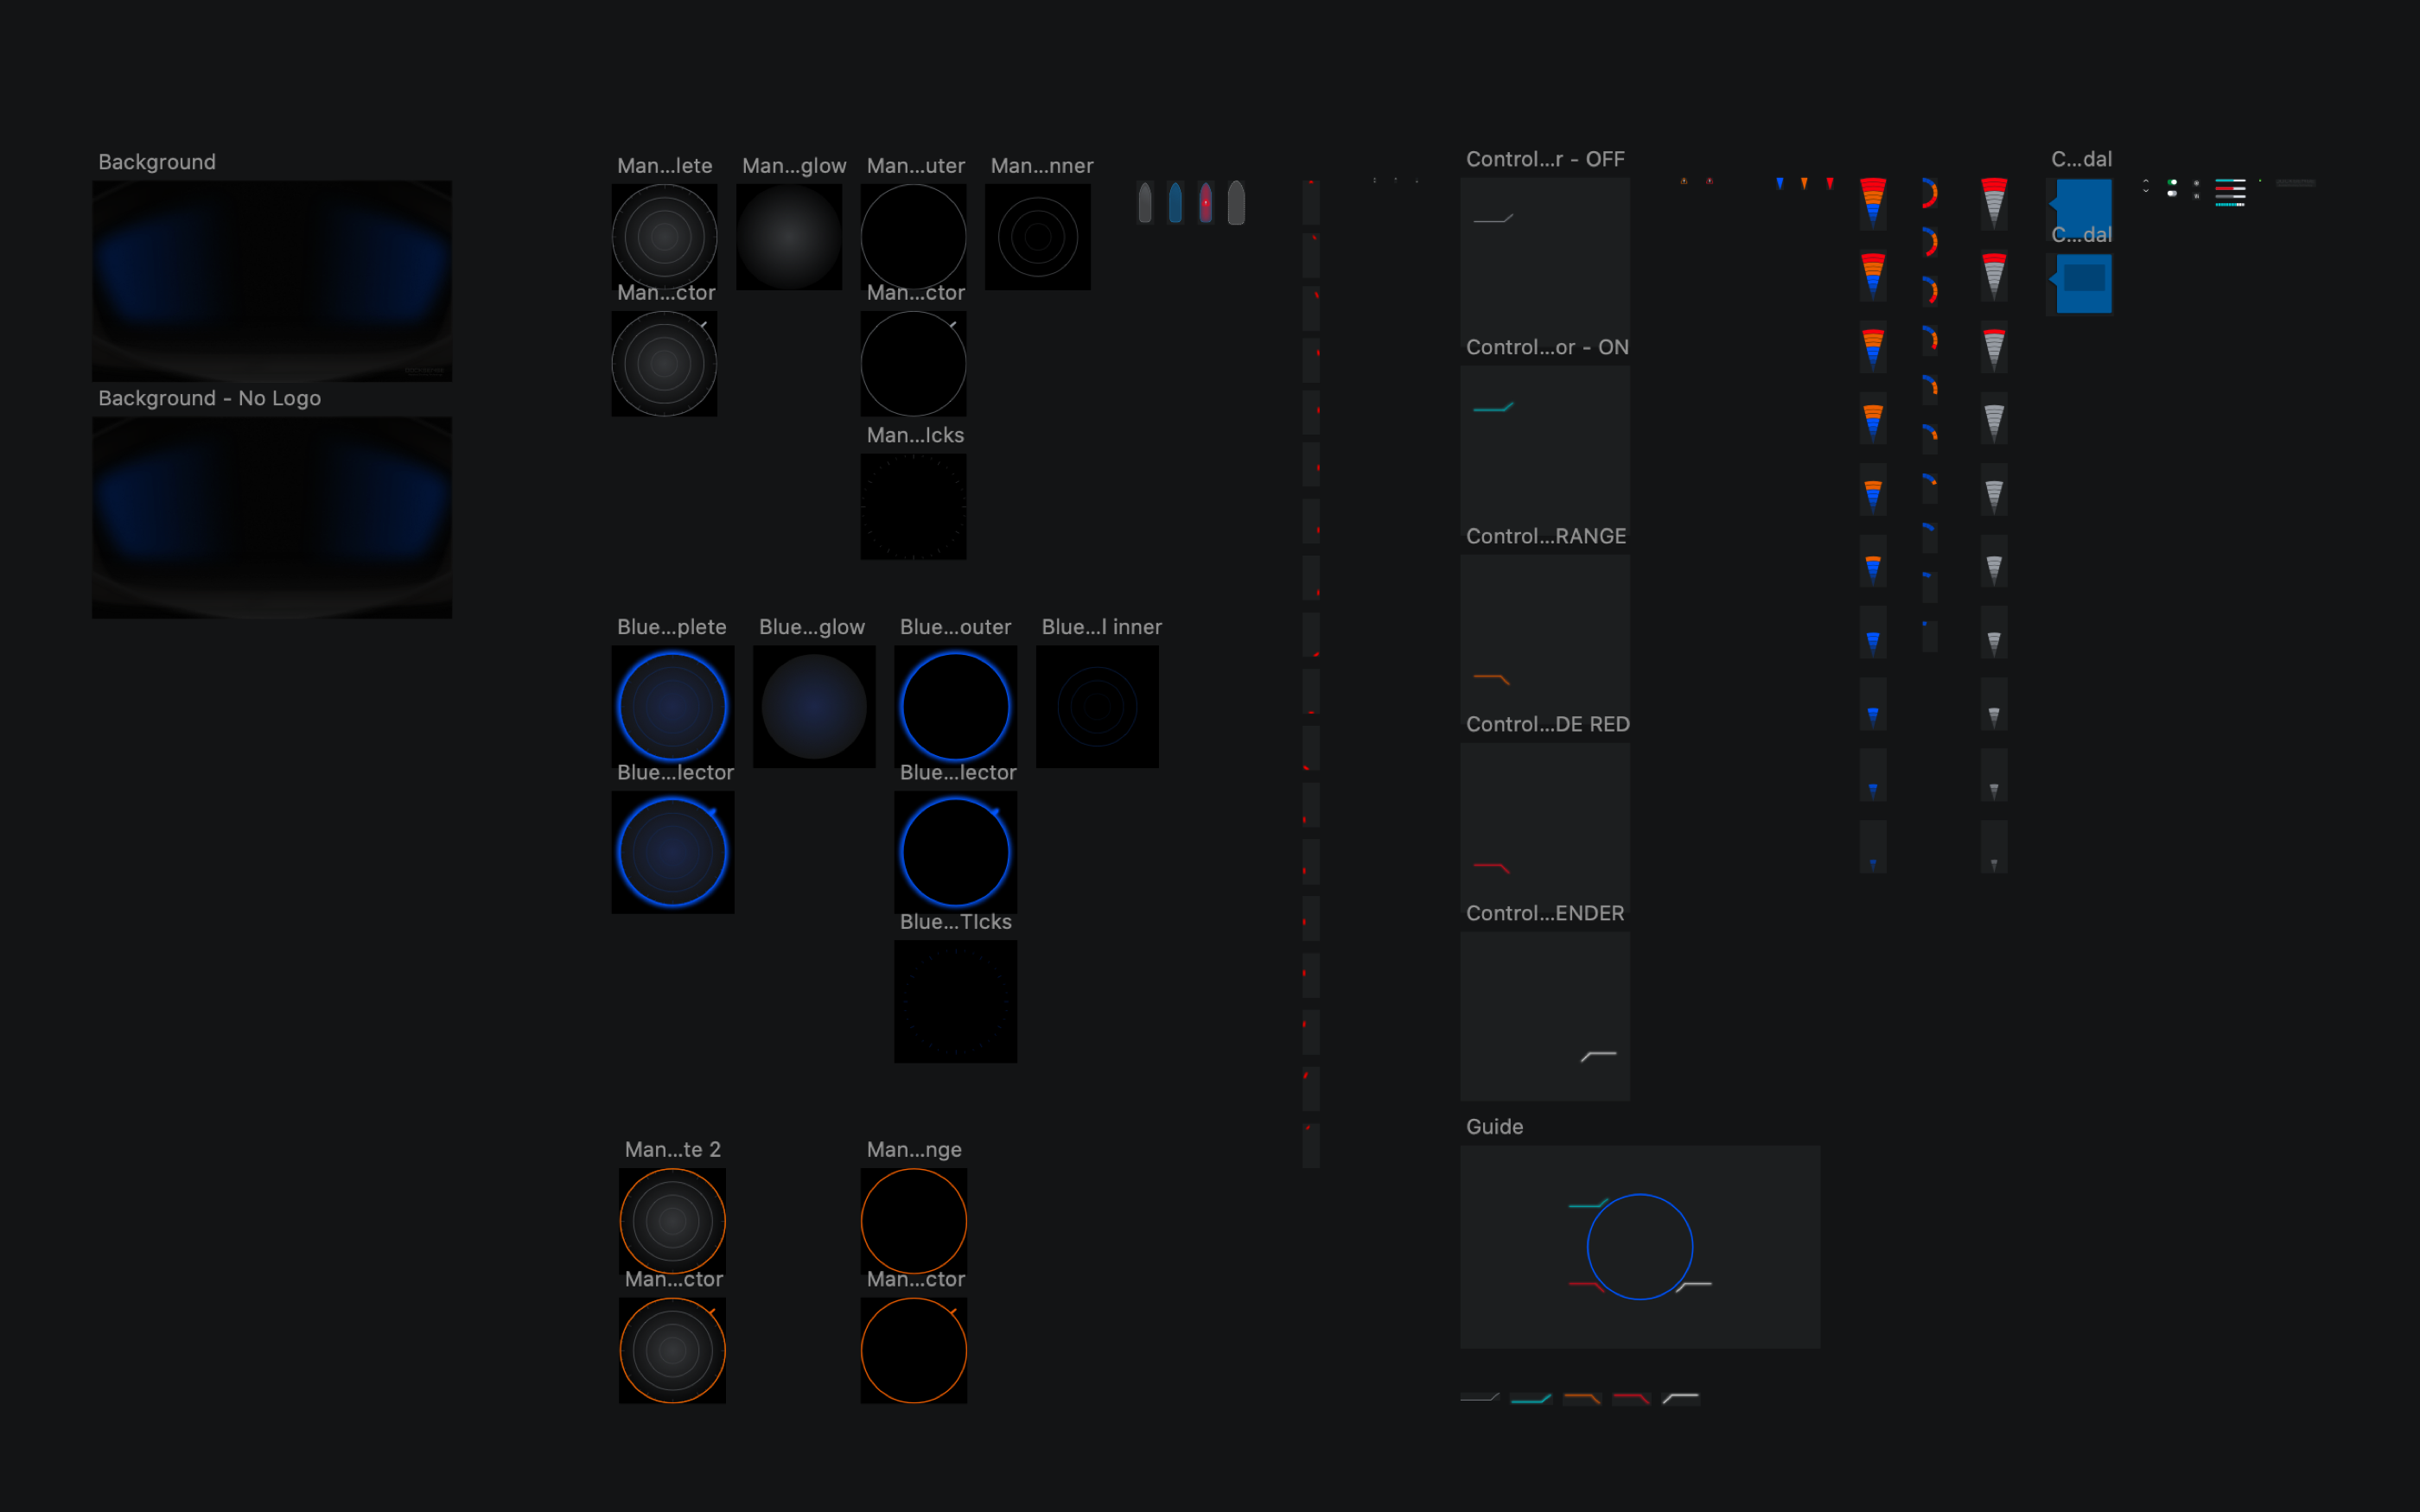 Background
Background - No Logo
Man...lete
Man...glow
Man...uter
Man...nner
Man...ctor
Man...ctor
Man...Icks
Blue...plete
Blue...glow
Blue...outer
Blue...l inner
Blue...lector
Blue...lector
Blue...TIcks
Man...te 2
Man...nge
Man...ctor
Man...ctor
Control...r - OFF
Control...or - ON
Control...RANGE
Control...DE RED
Control...ENDER
Guide
C...dal
C...dal